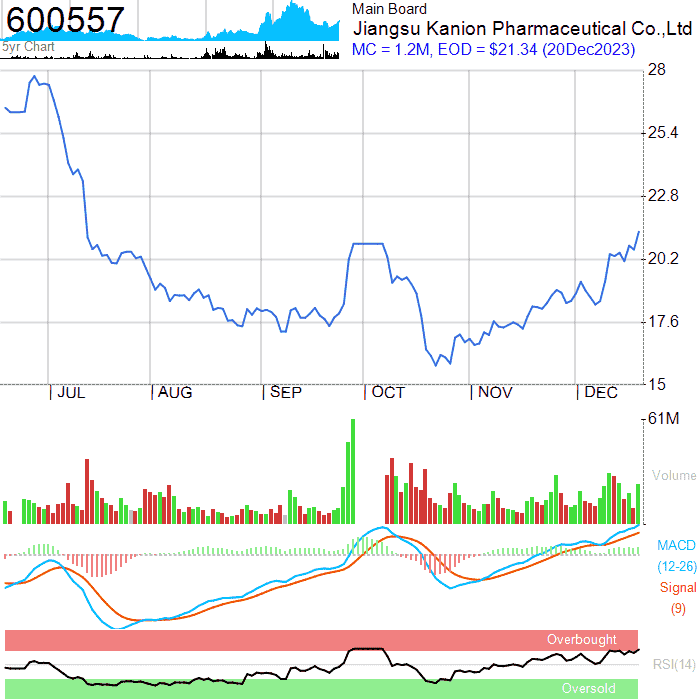 600557
Main Board
Jiangsu Kanion Pharmaceutical Co.,Ltd
5yr Chart
MC = 1.2M, EOD = $21.34 (20Dec2023)
28
25.4
22.8
20.2
17.6
15
JUL AUG SEP OCT NOV DEC
61M
Volume
MACD
(12-26)
Signal
(9)
Overbought
RSI(14)
Oversold